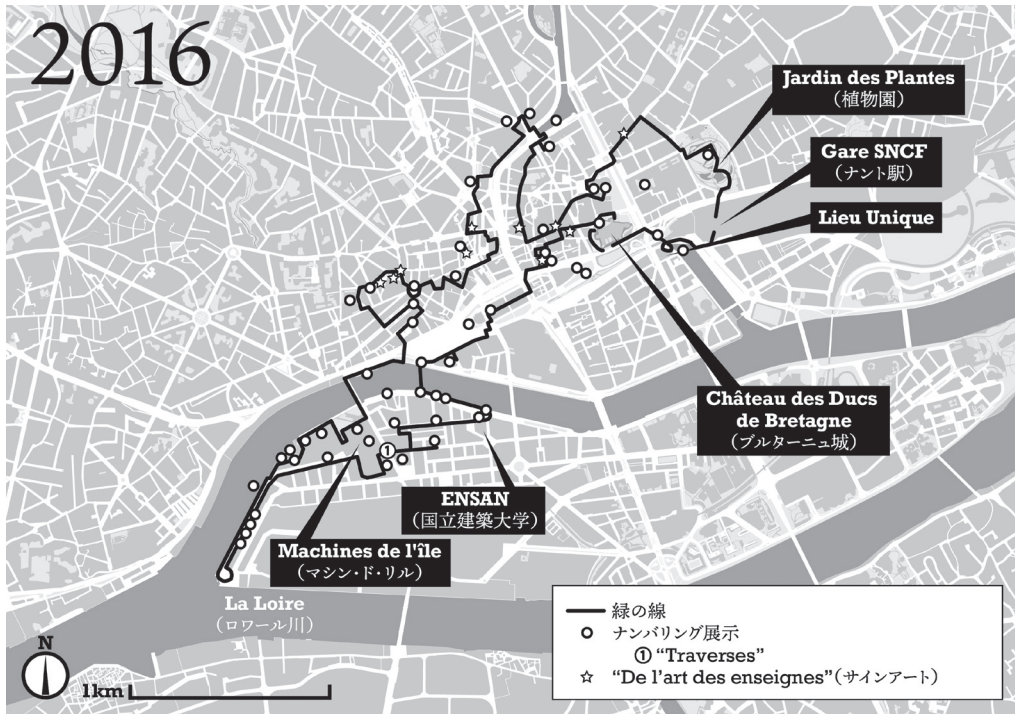 2016
Jardin des Plantes
（植物園）
Gare SNCF
（ナント駅）
Lieu Unique
Château des Ducs
de Bretagne
（ブルターニュ城）
①
ENSAN
（国立建築大学）
Machines de l'île
（マシン・ド・リル）
La Loire
（ロワール川）
N
1km
緑の線
ナンバリング展示
① “Traverses”
“De l’art des enseignes”（サインアート）